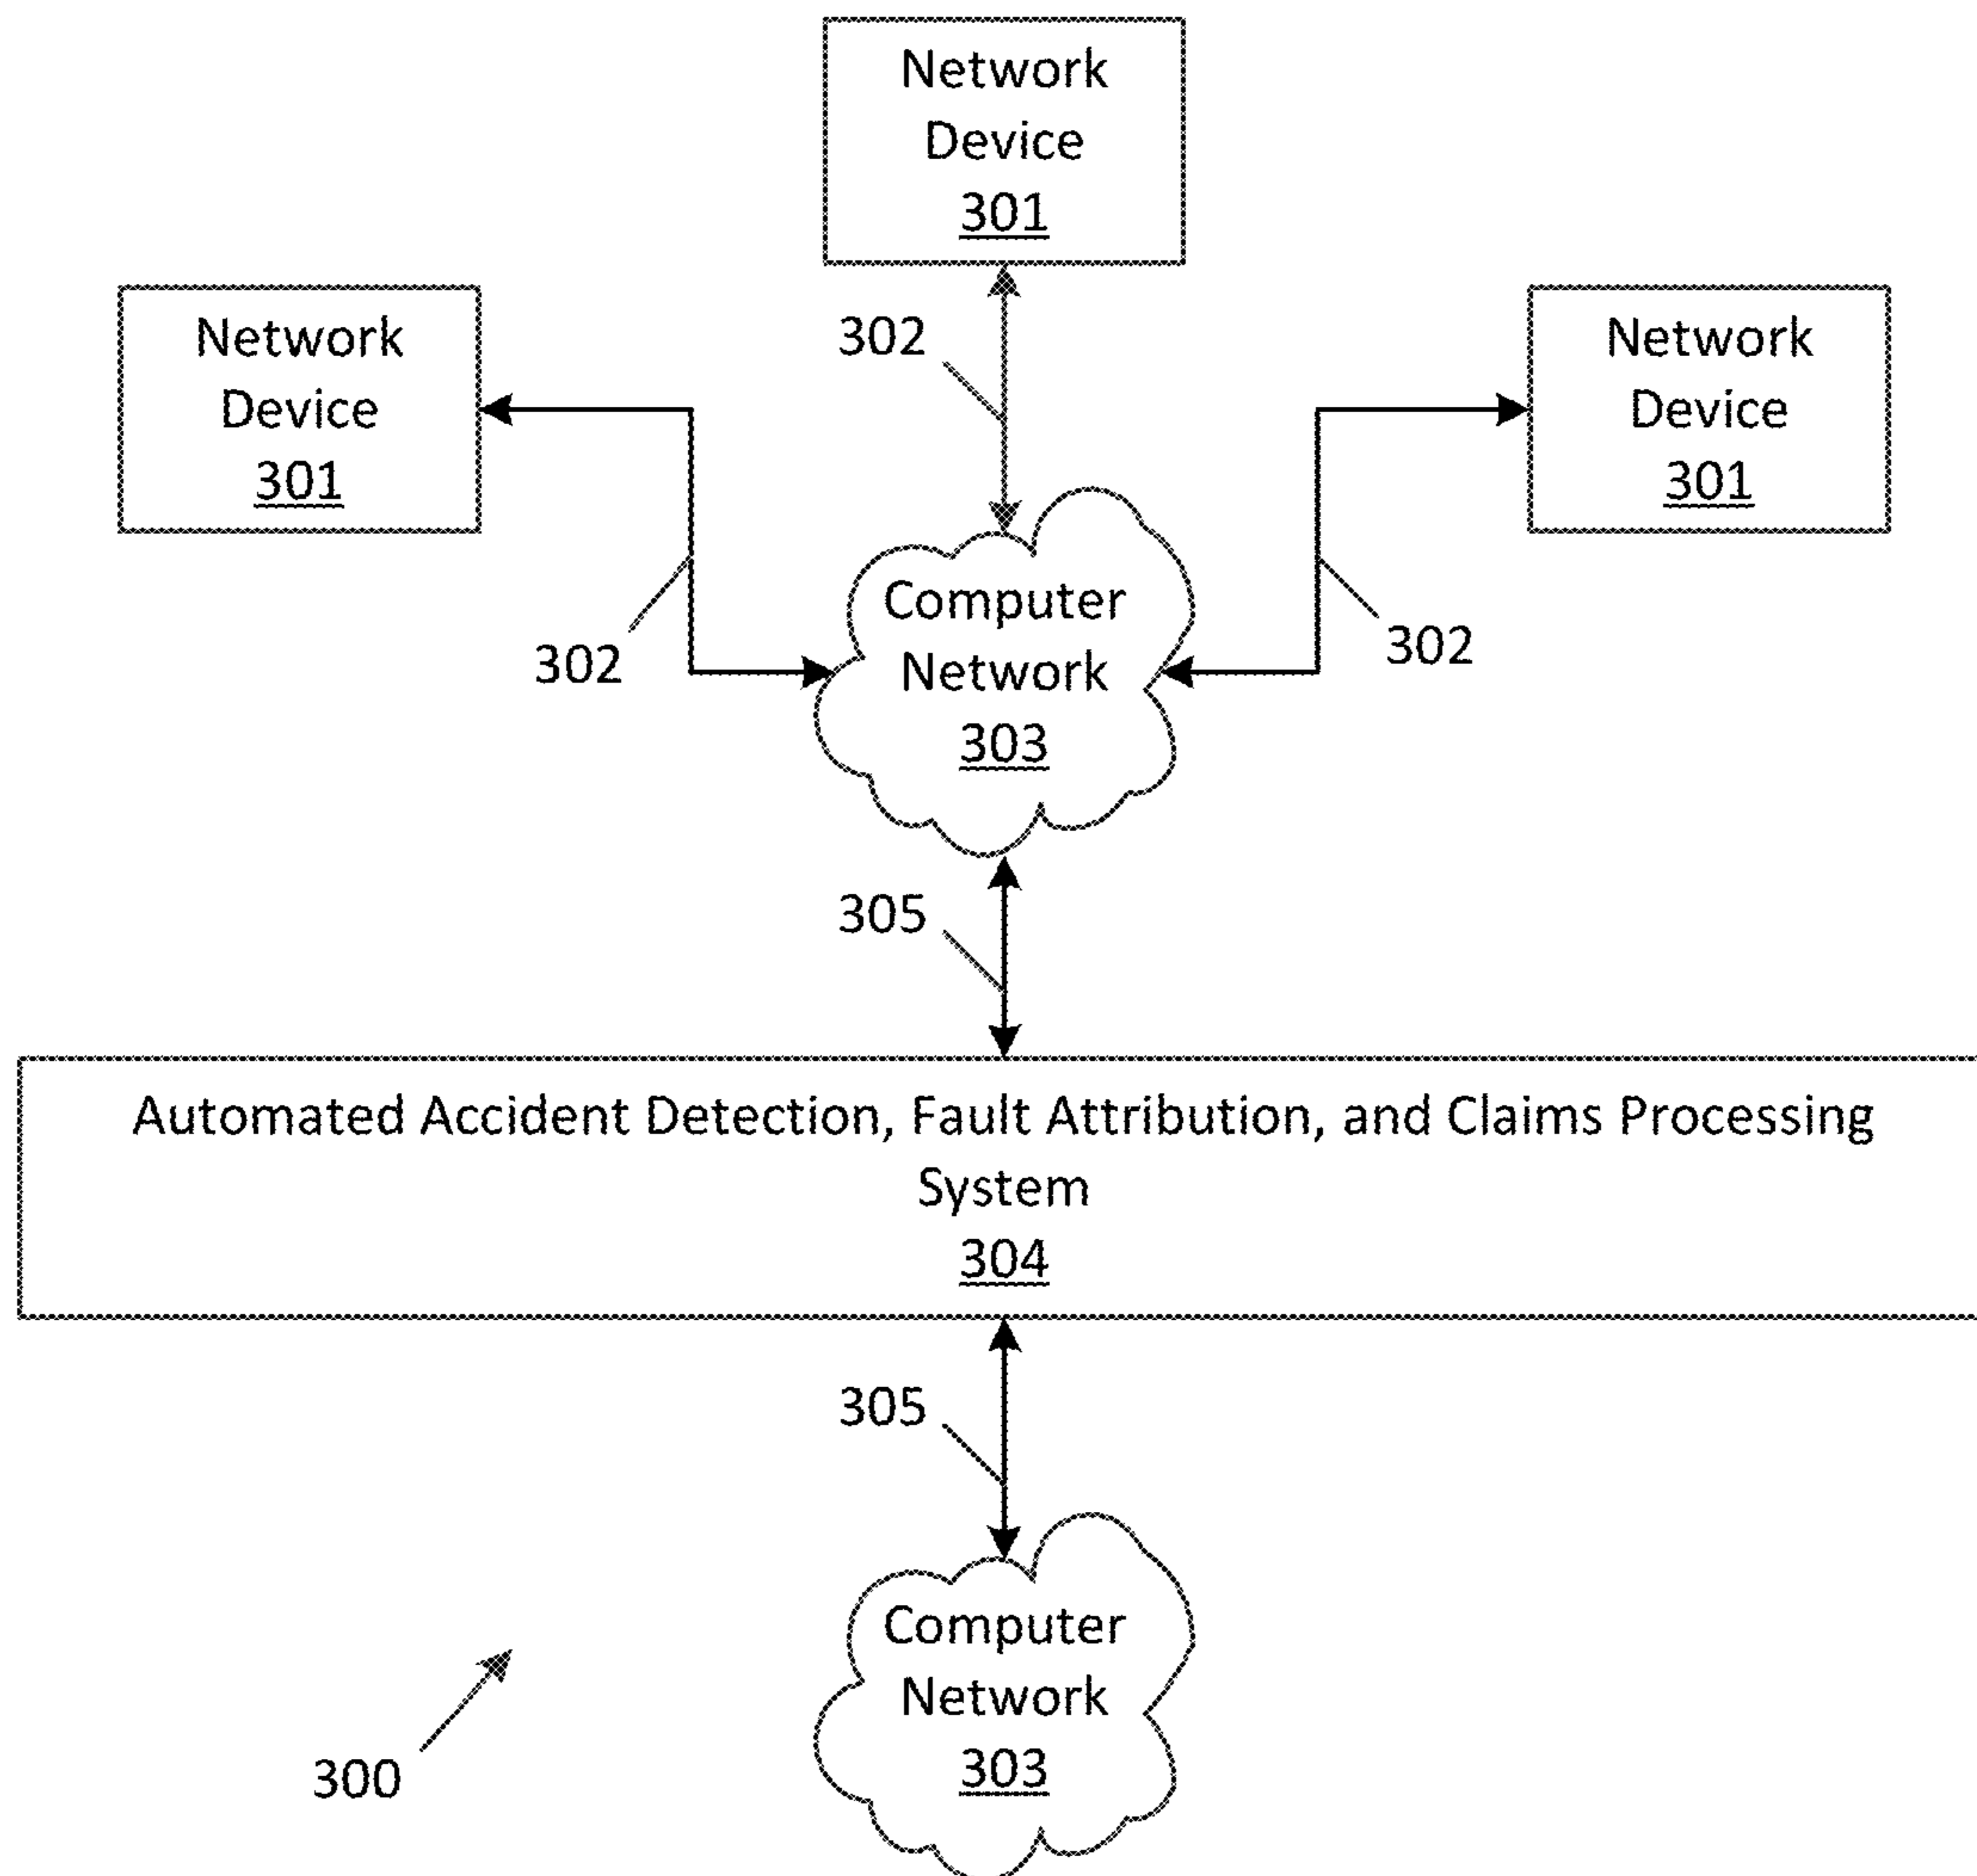 Network
Device
301
Network
Device
301
302
Network
Device
301
302
Computer
Network
303
302
305
Automated Accident Detection, Fault Attribution, and Claims Processing
System
304
305
Computer
Network
303
300